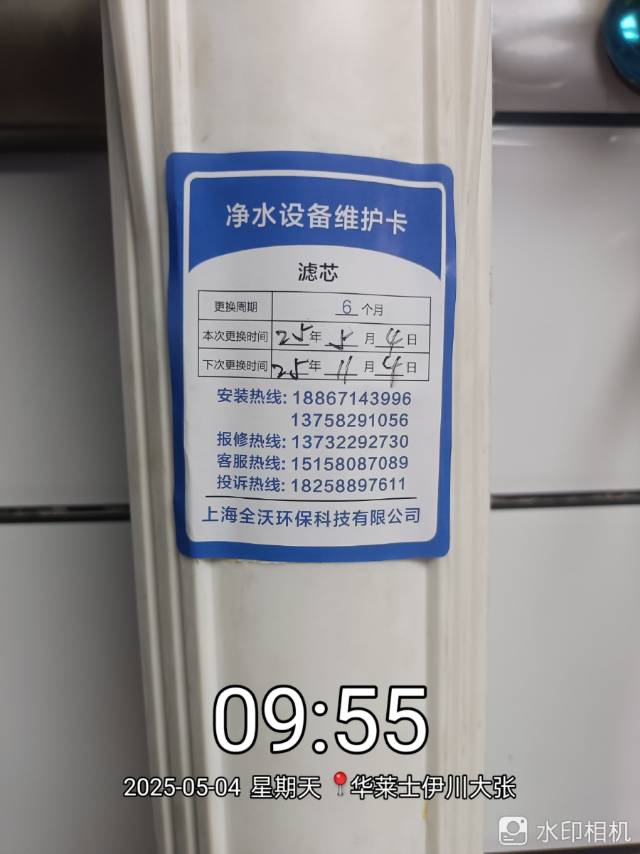 净水设备维护卡
滤芯
更换周期 6 个月
本次更换时间 25 年 5 月 4 日
下次更换时间 25 年 11 月 4 日
安装热线: 18867143996
13758291056
报修热线: 13732292730
客服热线: 15158087089
投诉热线: 18258897611
上海全沃环保科技有限公司
09:55
2025-05-04 星期天 📍华莱士伊川大张
水印相机